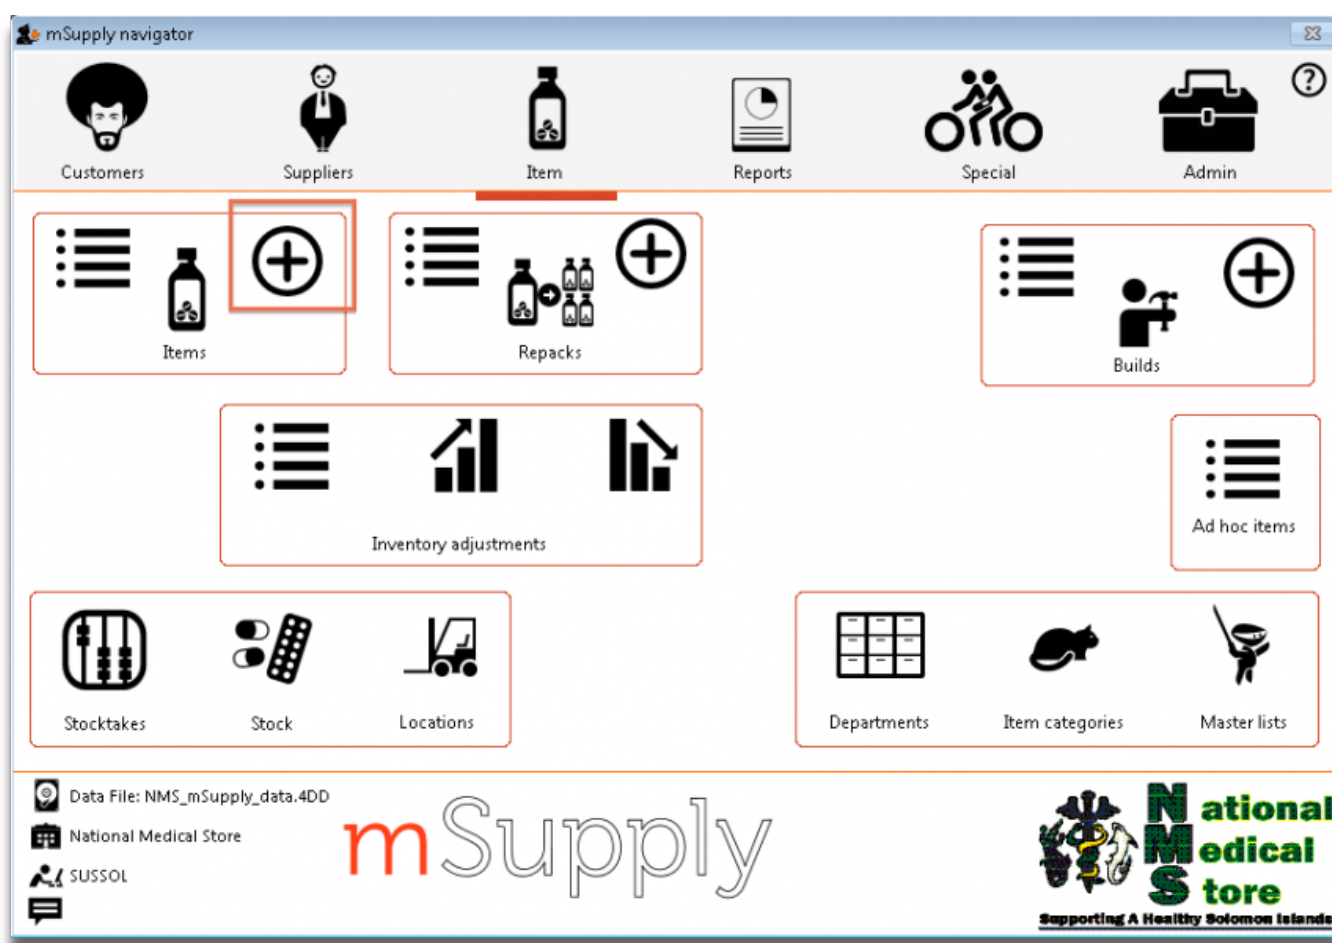 mSupply navigator
?
Customers
Suppliers
Item
Reports
Special
Admin
Items
Repacks
Builds
Inventory adjustments
Ad hoc items
Stocktakes
Stock
Locations
Departments
Item categories
Master lists
Data File: NMS_mSupply_data.4DD
National Medical Store
SUSSOL
mSupply
National
Medical
Store
Supporting A Healthy Solomon Islands